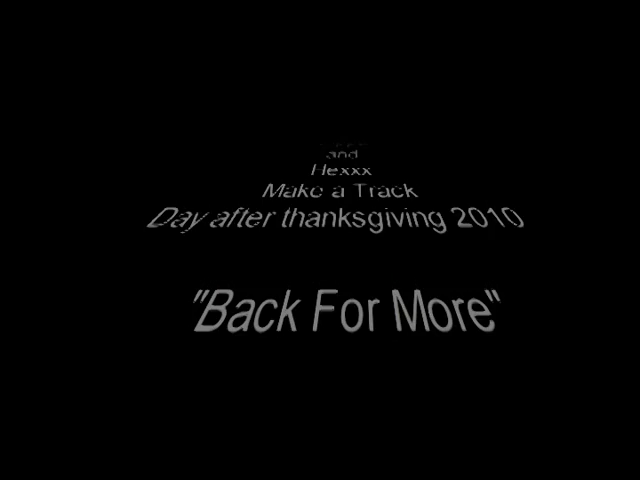 and
Hexxx
Make a Track
Day after thanksgiving 2010
"Back For More"